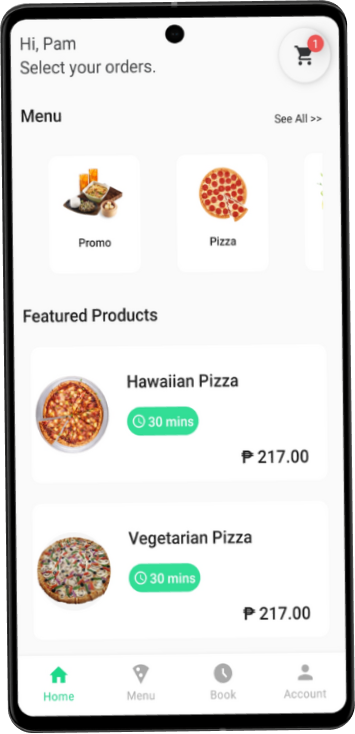 Hi, Pam
1
Select your orders.
Menu
See All >>
Promo
Pizza
Featured Products
Hawaiian Pizza
30 mins
₱ 217.00
Vegetarian Pizza
30 mins
₱ 217.00
Home
Menu
Book
Account